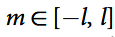 m ∈ [−l, l]